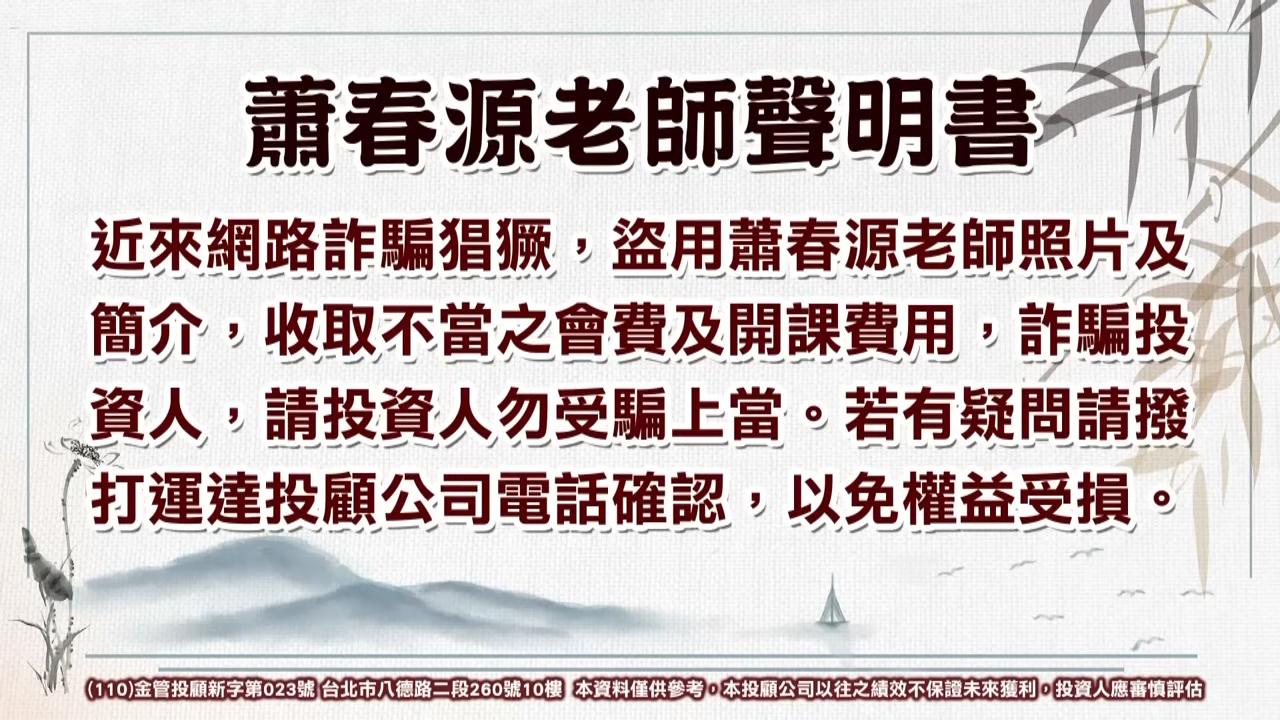 蕭春源老師聲明書
近來網路詐騙猖獗，盜用蕭春源老師照片及
簡介，收取不當之會費及開課費用，詐騙投
資人，請投資人勿受騙上當。若有疑問請撥
打運達投顧公司電話確認，以免權益受損。
(110)金管投顧新字第023號 台北市八德路二段260號10樓 本資料僅供參考，本投顧公司以往之績效不保證未來獲利，投資人應審慎評估